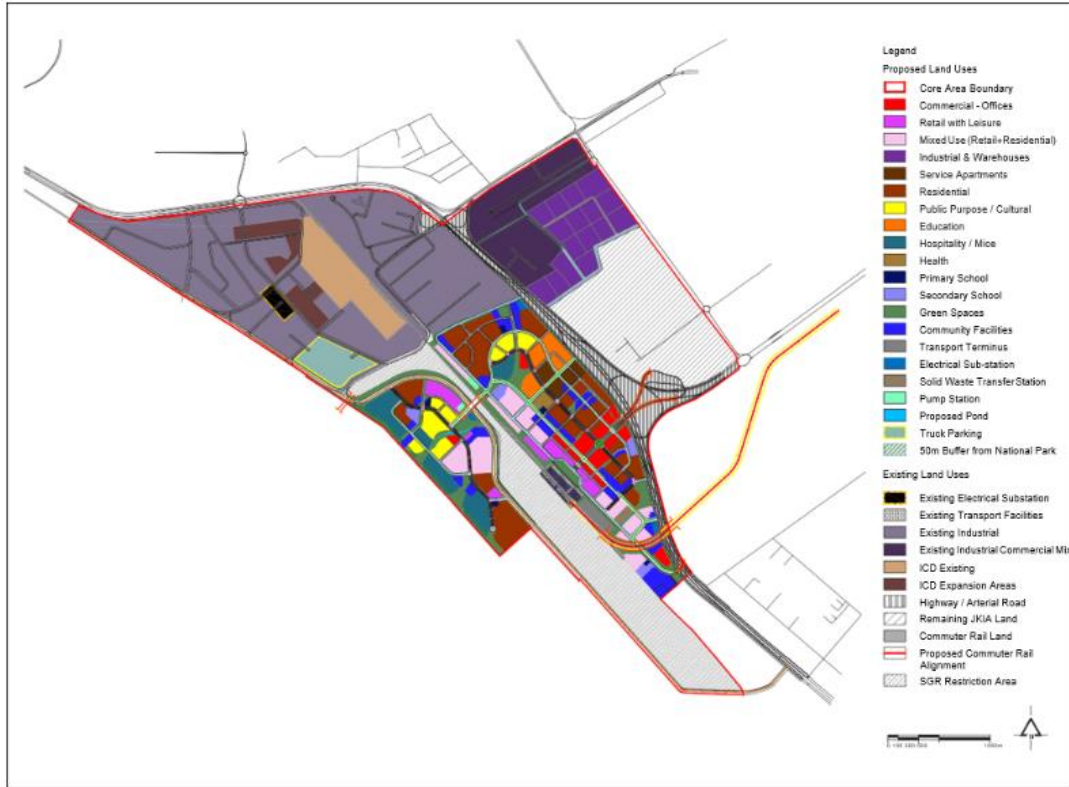 Legend
Proposed Land Uses
Core Area Boundary
Commercial - Offices
Retail with Leisure
Mixed Use (Retail+Residential)
Industrial & Warehouses
Service Apartments
Residential
Public Purpose / Cultural
Education
Hospitality / Mice
Health
Primary School
Secondary School
Green Spaces
Community Facilities
Transport Terminus
Electrical Sub-station
Solid Waste Transfer Station
Pump Station
Proposed Pond
Truck Parking
50m Buffer from National Park
Existing Land Uses
Existing Electrical Substation
Existing Transport Facilities
Existing Industrial
Existing Industrial Commercial Mix
ICD Existing
ICD Expansion Areas
Highway / Arterial Road
Remaining JKIA Land
Commuter Rail Land
Proposed Commuter Rail
Alignment
SGR Restriction Area